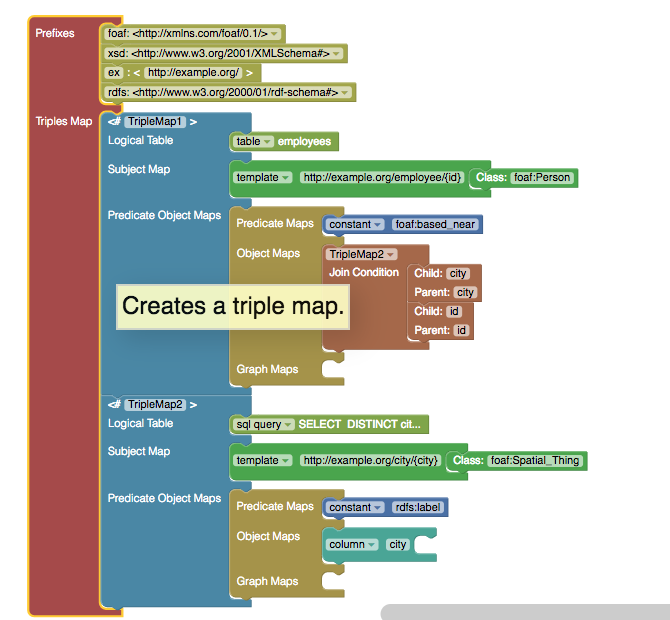 Prefixes
foaf: <http://xmlns.com/foaf/0.1/>
xsd: <http://www.w3.org/2001/XMLSchema#>
ex : < http://example.org/ >
rdfs: <http://www.w3.org/2000/01/rdf-schema#>
Triples Map
<# TripleMap1 >
Logical Table
table employees
Subject Map
template http://example.org/employee/{id} Class: foaf:Person
Predicate Object Maps
Predicate Maps constant foaf:based_near
Object Maps TripleMap2
Join Condition Child: city
Parent: city
Child: id
Parent: id
Creates a triple map.
Graph Maps
<# TripleMap2 >
Logical Table
sql query SELECT DISTINCT cit...
Subject Map
template http://example.org/city/{city} Class: foaf:Spatial_Thing
Predicate Object Maps
Predicate Maps constant rdfs:label
Object Maps
column city
Graph Maps